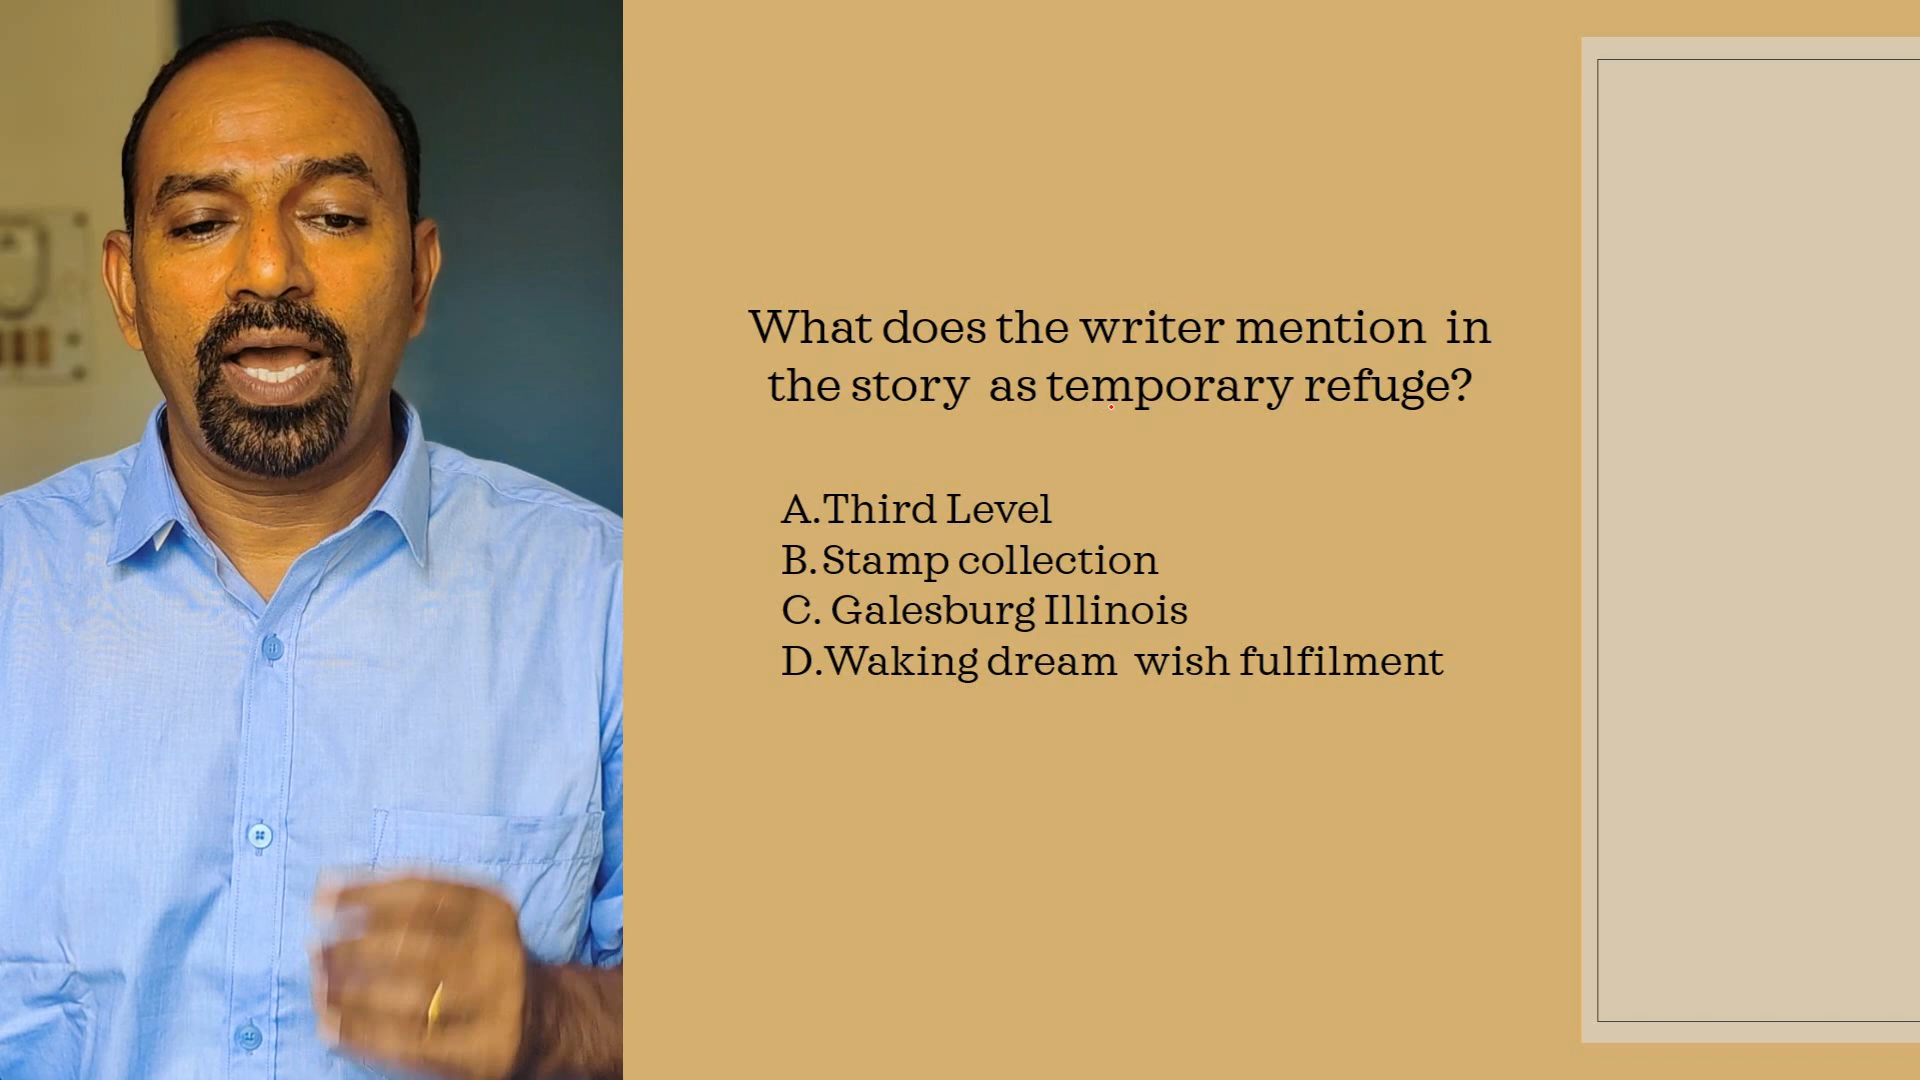 What does the writer mention in
the story as temporary refuge?
A.Third Level
B.Stamp collection
C. Galesburg Illinois
D.Waking dream wish fulfilment